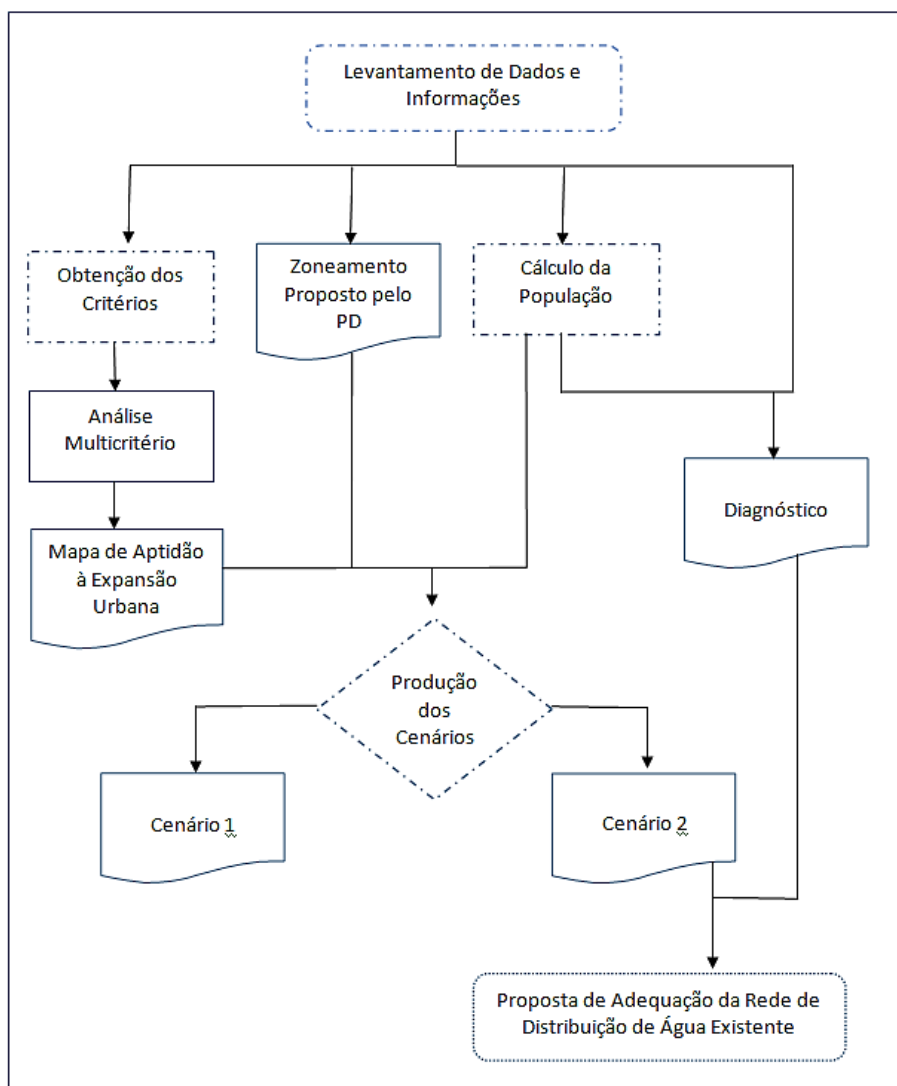 Levantamento de Dados e
Informações
Obtenção dos
Critérios
Zoneamento
Proposto pelo
PD
Cálculo da
População
Análise
Multicritério
Diagnóstico
Mapa de Aptidão
à Expansão
Urbana
Produção
dos
Cenários
Cenário 1
Cenário 2
Proposta de Adequação da Rede de
Distribuição de Água Existente